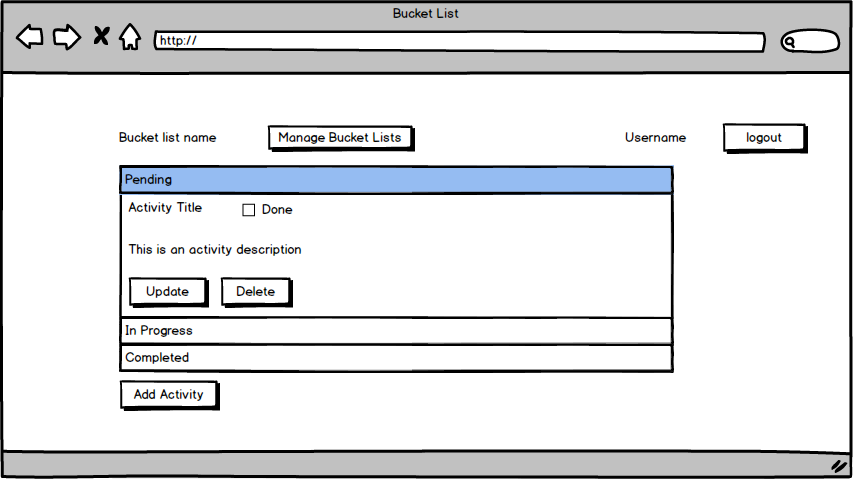 Bucket List
http://
Bucket list name Manage Bucket Lists Username logout
Pending
Activity Title Done
This is an activity description
Update Delete
In Progress
Completed
Add Activity